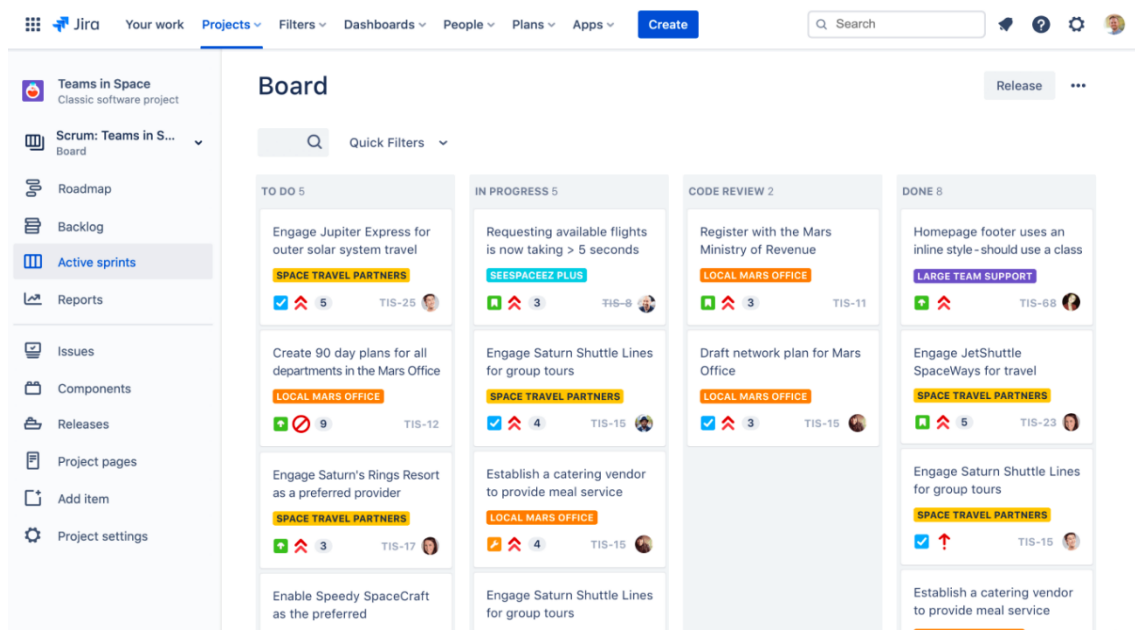 Jira Your work Projects Filters Dashboards People Plans Apps Create Search
Teams in Space
Classic software project
Scrum: Teams in S...
Board
Roadmap
Backlog
Active sprints
Reports
Issues
Components
Releases
Project pages
Add item
Project settings
Board
Release
Quick Filters
TO DO 5
Engage Jupiter Express for
outer solar system travel
SPACE TRAVEL PARTNERS
5 TIS-25
Create 90 day plans for all
departments in the Mars Office
LOCAL MARS OFFICE
9 TIS-12
Engage Saturn's Rings Resort
as a preferred provider
SPACE TRAVEL PARTNERS
3 TIS-17
Enable Speedy SpaceCraft
as the preferred
IN PROGRESS 5
Requesting available flights
is now taking > 5 seconds
SEESPACEEZ PLUS
3 TIS-8
Engage Saturn Shuttle Lines
for group tours
SPACE TRAVEL PARTNERS
4 TIS-15
Establish a catering vendor
to provide meal service
LOCAL MARS OFFICE
4 TIS-15
Engage Saturn Shuttle Lines
for group tours
CODE REVIEW 2
Register with the Mars
Ministry of Revenue
LOCAL MARS OFFICE
3 TIS-11
Draft network plan for Mars
Office
LOCAL MARS OFFICE
3 TIS-15
DONE 8
Homepage footer uses an
inline style-should use a class
LARGE TEAM SUPPORT
TIS-68
Engage JetShuttle
SpaceWays for travel
SPACE TRAVEL PARTNERS
5 TIS-23
Engage Saturn Shuttle Lines
for group tours
SPACE TRAVEL PARTNERS
TIS-15
Establish a catering vendor
to provide meal service